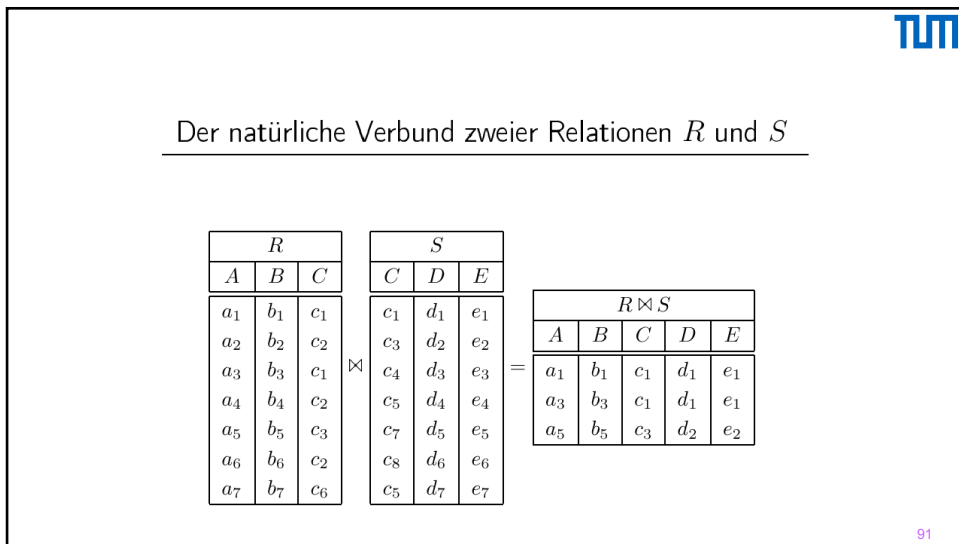 TUM
Der natürliche Verbund zweier Relationen R und S
R
A B C
a₁ b₁ c₁
a₂ b₂ c₂
a₃ b₃ c₁
a₄ b₄ c₂
a₅ b₅ c₃
a₆ b₆ c₂
a₇ b₇ c₆
⋈
S
C D E
c₁ d₁ e₁
c₃ d₂ e₂
c₄ d₃ e₃
c₅ d₄ e₄
c₇ d₅ e₅
c₈ d₆ e₆
c₅ d₇ e₇
=
R ⋈ S
A B C D E
a₁ b₁ c₁ d₁ e₁
a₃ b₃ c₁ d₁ e₁
a₅ b₅ c₃ d₂ e₂
91